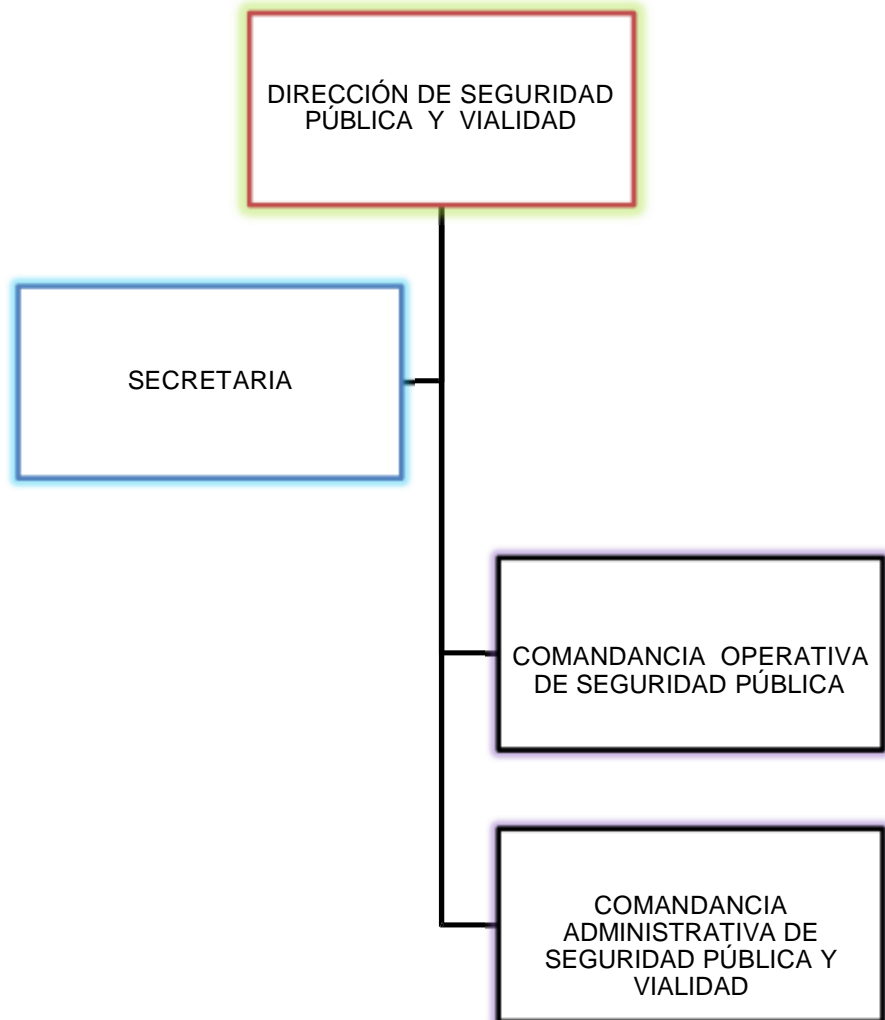 DIRECCIÓN DE SEGURIDAD
PÚBLICA Y VIALIDAD
SECRETARIA
COMANDANCIA OPERATIVA
DE SEGURIDAD PÚBLICA
COMANDANCIA
ADMINISTRATIVA DE
SEGURIDAD PÚBLICA Y
VIALIDAD